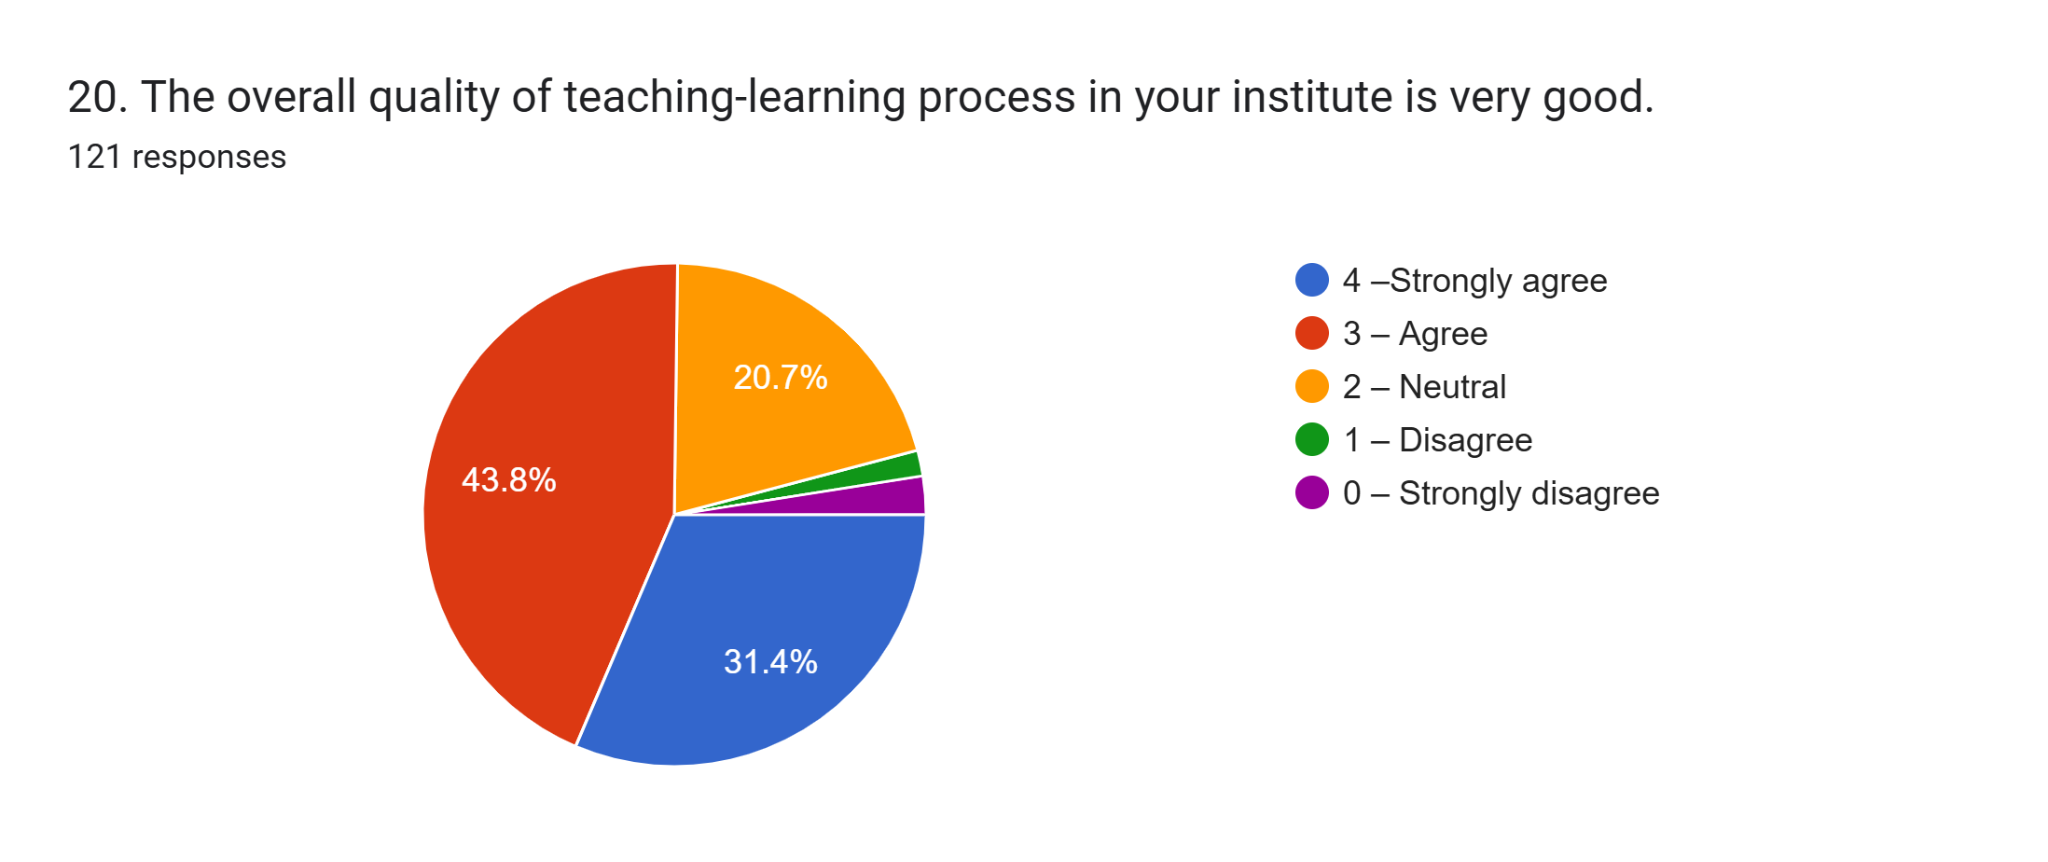 20. The overall quality of teaching-learning process in your institute is very good.
121 responses
20.7%
43.8%
31.4%
4 –Strongly agree
3 – Agree
2 – Neutral
1 – Disagree
0 – Strongly disagree